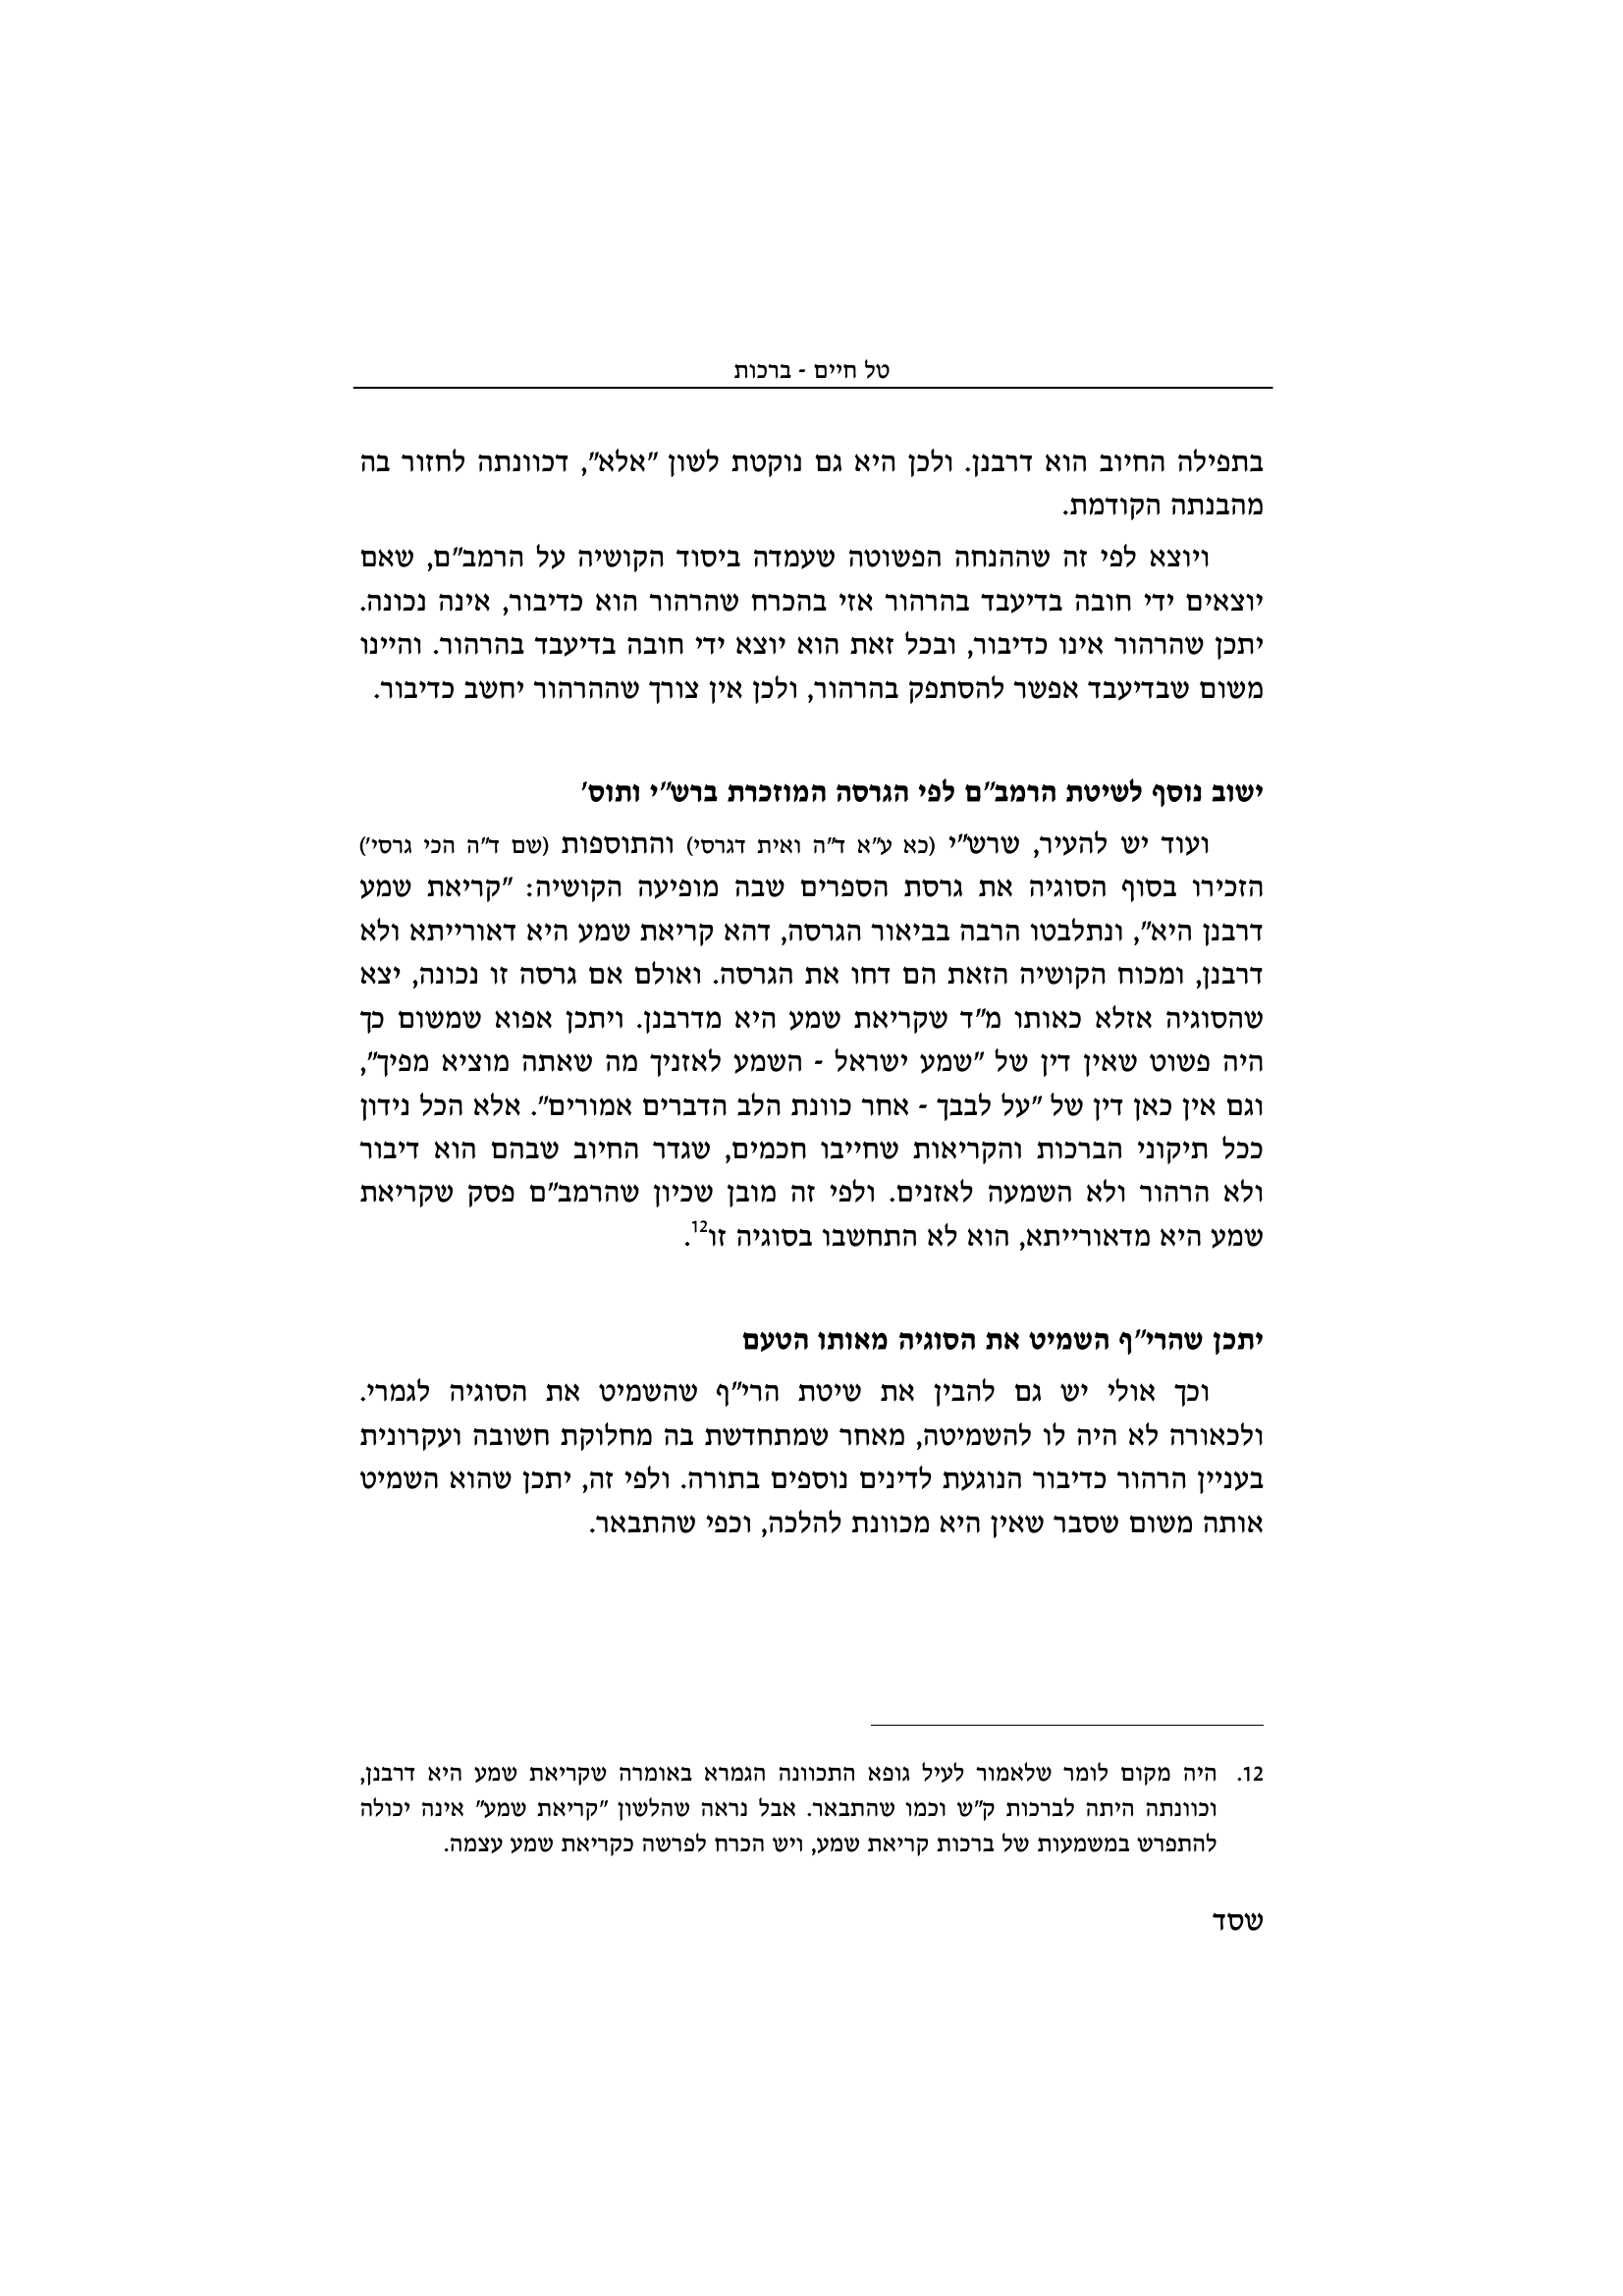 טל חיים - ברכות
בתפילה החיוב הוא דרבנן. ולכן היא גם נוקטת לשון "אלא", דכוונתה לחזור בה
מהבנתה הקודמת.
ויוצא לפי זה שההנחה הפשוטה שעמדה ביסוד הקושיה על הרמב"ם, שאם
יוצאים ידי חובה בדיעבד בהרהור אזי בהכרח שהרהור הוא כדיבור, אינה נכונה.
יתכן שהרהור אינו כדיבור, ובכל זאת הוא יוצא ידי חובה בדיעבד בהרהור. והיינו
משום שבדיעבד אפשר להסתפק בהרהור, ולכן אין צורך שההרהור יחשב כדיבור.
ישוב נוסף לשיטת הרמב"ם לפי הגרסה המוזכרת ברש"י ותוס'
ועוד יש להעיר, שרש"י (כא ע"א ד"ה ואית דגרסי) והתוספות (שם ד"ה הכי גרסי')
הזכירו בסוף הסוגיה את גרסת הספרים שבה מופיעה הקושיה: "קריאת שמע
דרבנן היא", ונתלבטו הרבה בביאור הגרסה, דהא קריאת שמע היא דאורייתא ולא
דרבנן, ומכוח הקושיה הזאת הם דחו את הגרסה. ואולם אם גרסה זו נכונה, יצא
שהסוגיה אזלא כאותו מ"ד שקריאת שמע היא מדרבנן. ויתכן אפוא שמשום כך
היה פשוט שאין דין של "שמע ישראל - השמע לאזניך מה שאתה מוציא מפיך",
וגם אין כאן דין של "על לבבך - אחר כוונת הלב הדברים אמורים". אלא הכל נידון
ככל תיקוני הברכות והקריאות שחייבו חכמים, שגדר החיוב שבהם הוא דיבור
ולא הרהור ולא השמעה לאזנים. ולפי זה מובן שכיון שהרמב"ם פסק שקריאת
שמע היא מדאורייתא, הוא לא התחשבו בסוגיה זו12.
יתכן שהרי"ף השמיט את הסוגיה מאותו הטעם
וכך אולי יש גם להבין את שיטת הרי"ף שהשמיט את הסוגיה לגמרי.
ולכאורה לא היה לו להשמיטה, מאחר שמתחדשת בה מחלוקת חשובה ועקרונית
בעניין הרהור כדיבור הנוגעת לדינים נוספים בתורה. ולפי זה, יתכן שהוא השמיט
אותה משום שסבר שאין היא מכוונת להלכה, וכפי שהתבאר.
12. היה מקום לומר שלאמור לעיל גופא התכוונה הגמרא באומרה שקריאת שמע היא דרבנן,
וכוונתה היתה לברכות ק"ש וכמו שהתבאר. אבל נראה שהלשון "קריאת שמע" אינה יכולה
להתפרש במשמעות של ברכות קריאת שמע, ויש הכרח לפרשה כקריאת שמע עצמה.
שסד